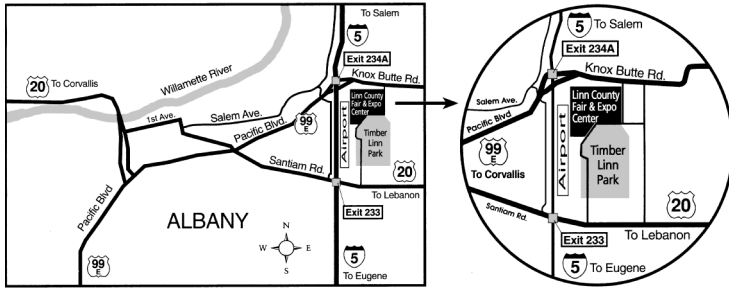 To Salem
5
Exit 234A
20
To Corvallis
Willamette River
Knox Butte Rd.
Linn County
Fair & Expo
Center
1st Ave.
Salem Ave.
Pacific Blvd.
99
E
Airport
Timber
Linn
Park
Santiam Rd.
20
To Lebanon
Exit 233
Pacific Blvd
ALBANY
N
W
E
S
99
E
5
To Eugene
5
To Salem
Exit 234A
Knox Butte Rd.
Salem Ave.
Pacific Blvd
Linn County
Fair & Expo
Center
99
E
To Corvallis
Airport
Timber
Linn
Park
20
Santiam Rd.
To Lebanon
Exit 233
5
To Eugene